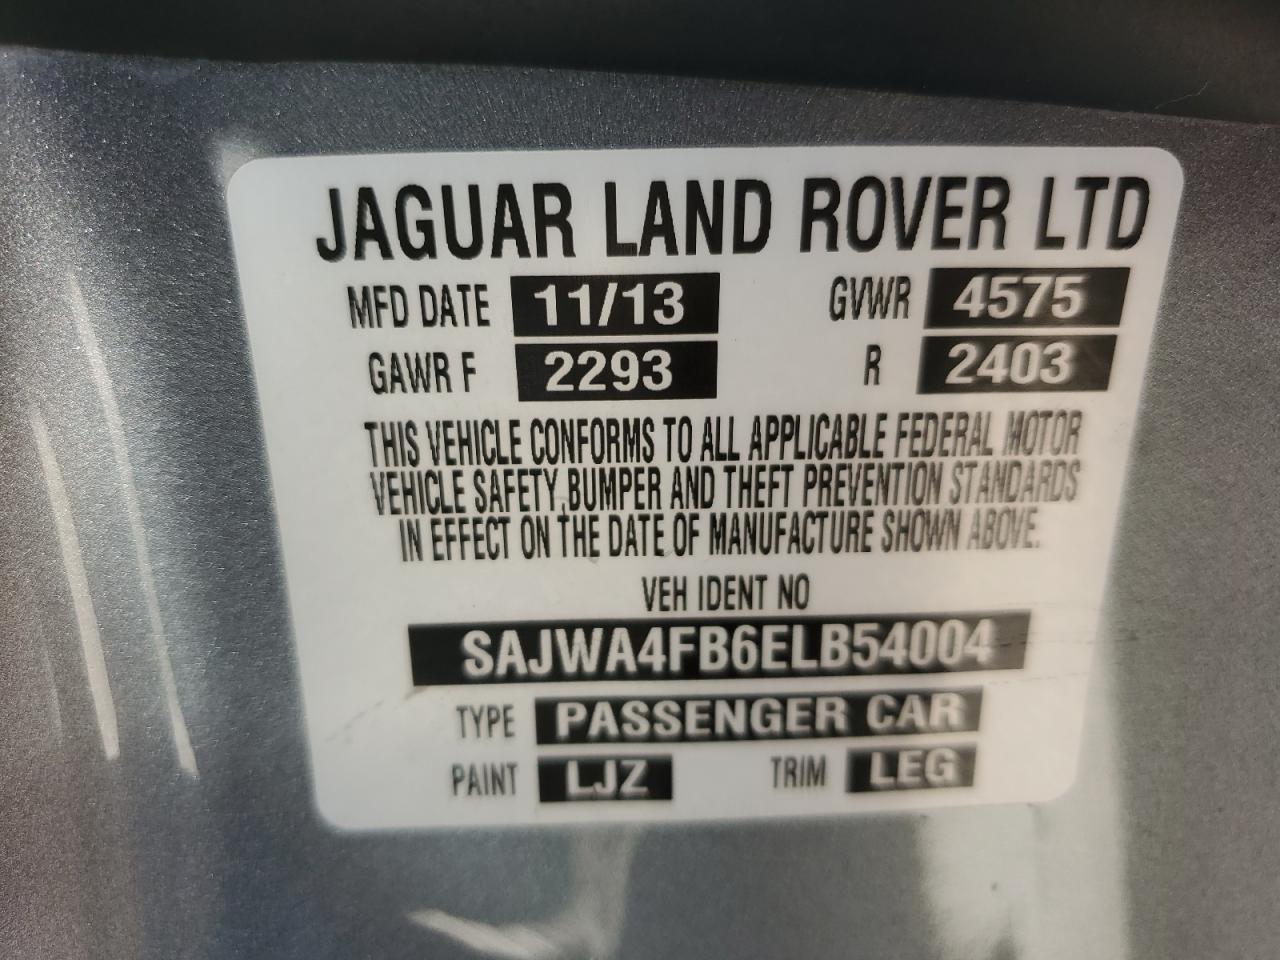 JAGUAR LAND ROVER LTD
MFD DATE 11/13 GVWR 4575
GAWR F 2293 R 2403
THIS VEHICLE CONFORMS TO ALL APPLICABLE FEDERAL MOTOR
VEHICLE SAFETY, BUMPER AND THEFT PREVENTION STANDARDS
IN EFFECT ON THE DATE OF MANUFACTURE SHOWN ABOVE.
VEH IDENT NO
SAJWA4FB6ELB54004
TYPE PASSENGER CAR
PAINT LJZ TRIM LEG